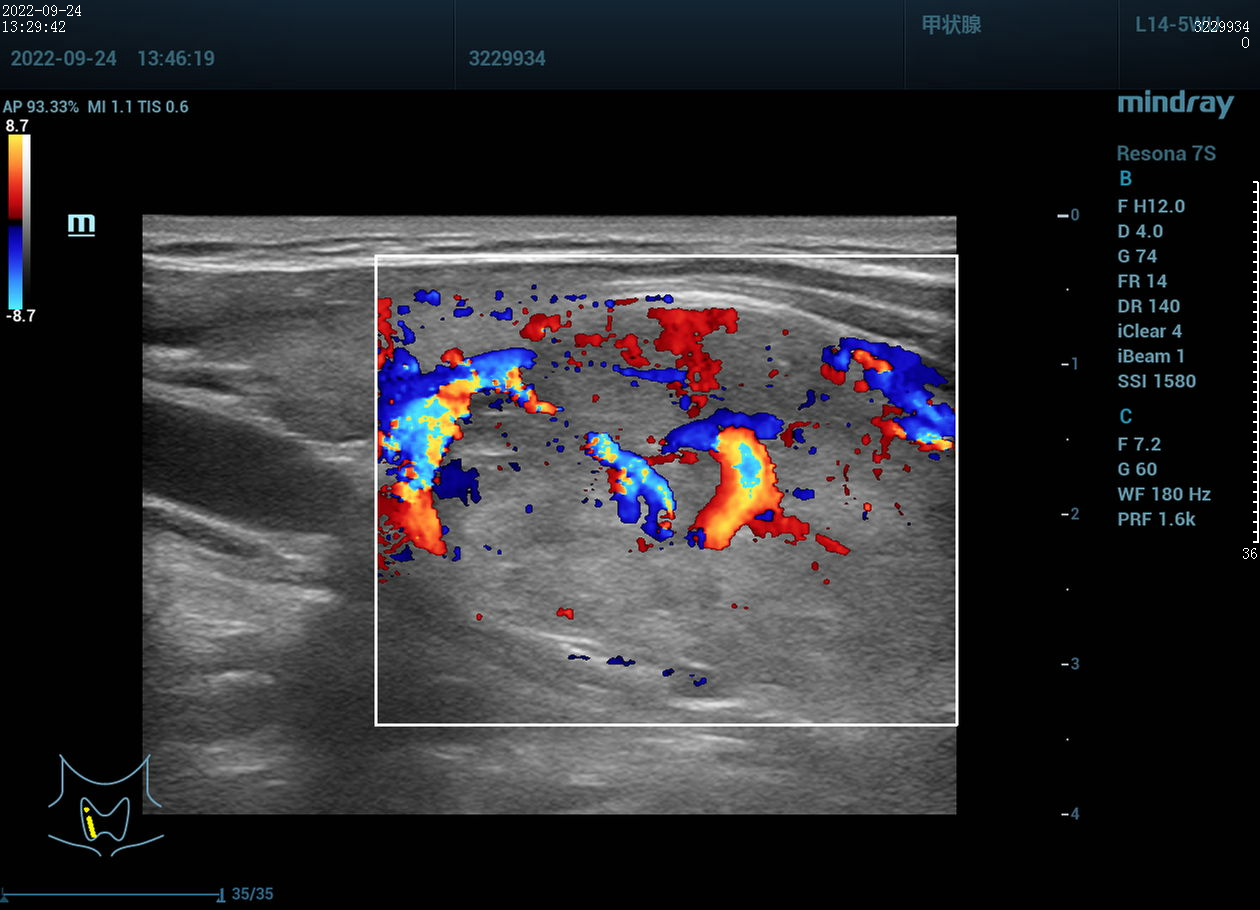 2022-09-24
13:29:42
2022-09-24 13:46:19
3229934
甲状腺
3229934
0
AP 93.33% MI 1.1 TIS 0.6
8.7
-8.7
m
mindray
Resona 7S
B
F H12.0
D 4.0
G 74
FR 14
DR 140
iClear 4
iBeam 1
SSI 1580
C
F 7.2
G 60
WF 180 Hz
PRF 1.6k
0
1
2
3
4
36
35/35